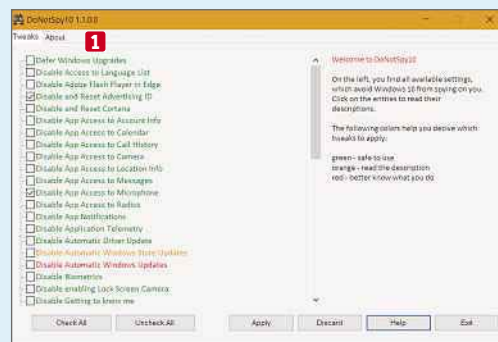 DoNotSpy10 1.1.0.0
Tweaks About
1
Defer Windows Upgrades
Disable Access to Language List
Disable Adobe Flash Player in Edge
Disable and Reset Advertising ID
Disable and Reset Cortana
Disable App Access to Account Info
Disable App Access to Calendar
Disable App Access to Call History
Disable App Access to Camera
Disable App Access to Location Info
Disable App Access to Messages
Disable App Access to Microphone
Disable App Access to Radios
Disable App Notifications
Disable Application Telemetry
Disable Automatic Driver Update
Disable Automatic Windows Store Updates
Disable Automatic Windows Updates
Disable Biometrics
Disable enabling Lock Screen Camera
Disable Getting to know me
Welcome to DoNotSpy10
On the left, you find all available settings,
which avoid Windows 10 from spying on you.
Click on the entries to read their
descriptions.
The following colors help you decide which
tweaks to apply:
green - safe to use
orange - read the description
red - better know what you do
Check All Uncheck All Apply Discard Help Exit